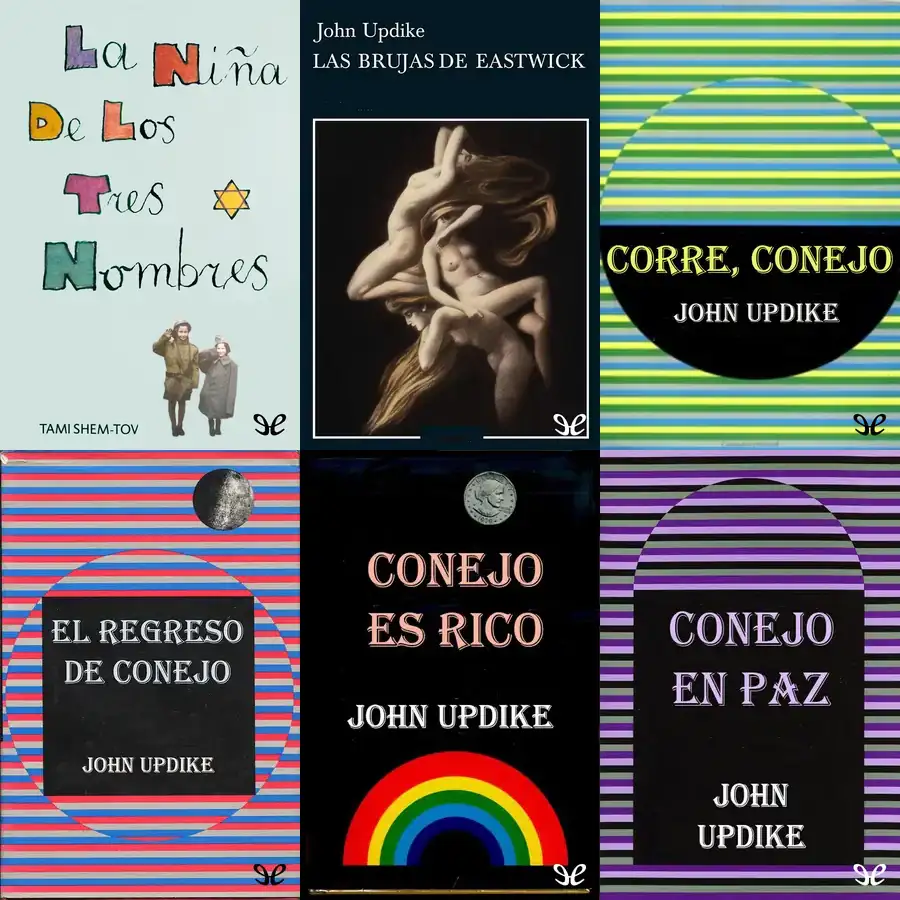 La Niña
De Los
Tres
Nombres
TAMI SHEM-TOV
John Updike
LAS BRUJAS DE EASTWICK
CORRE, CONEJO
JOHN UPDIKE
EL REGRESO
DE CONEJO
JOHN UPDIKE
CONEJO
ES RICO
JOHN UPDIKE
CONEJO
EN PAZ
JOHN
UPDIKE